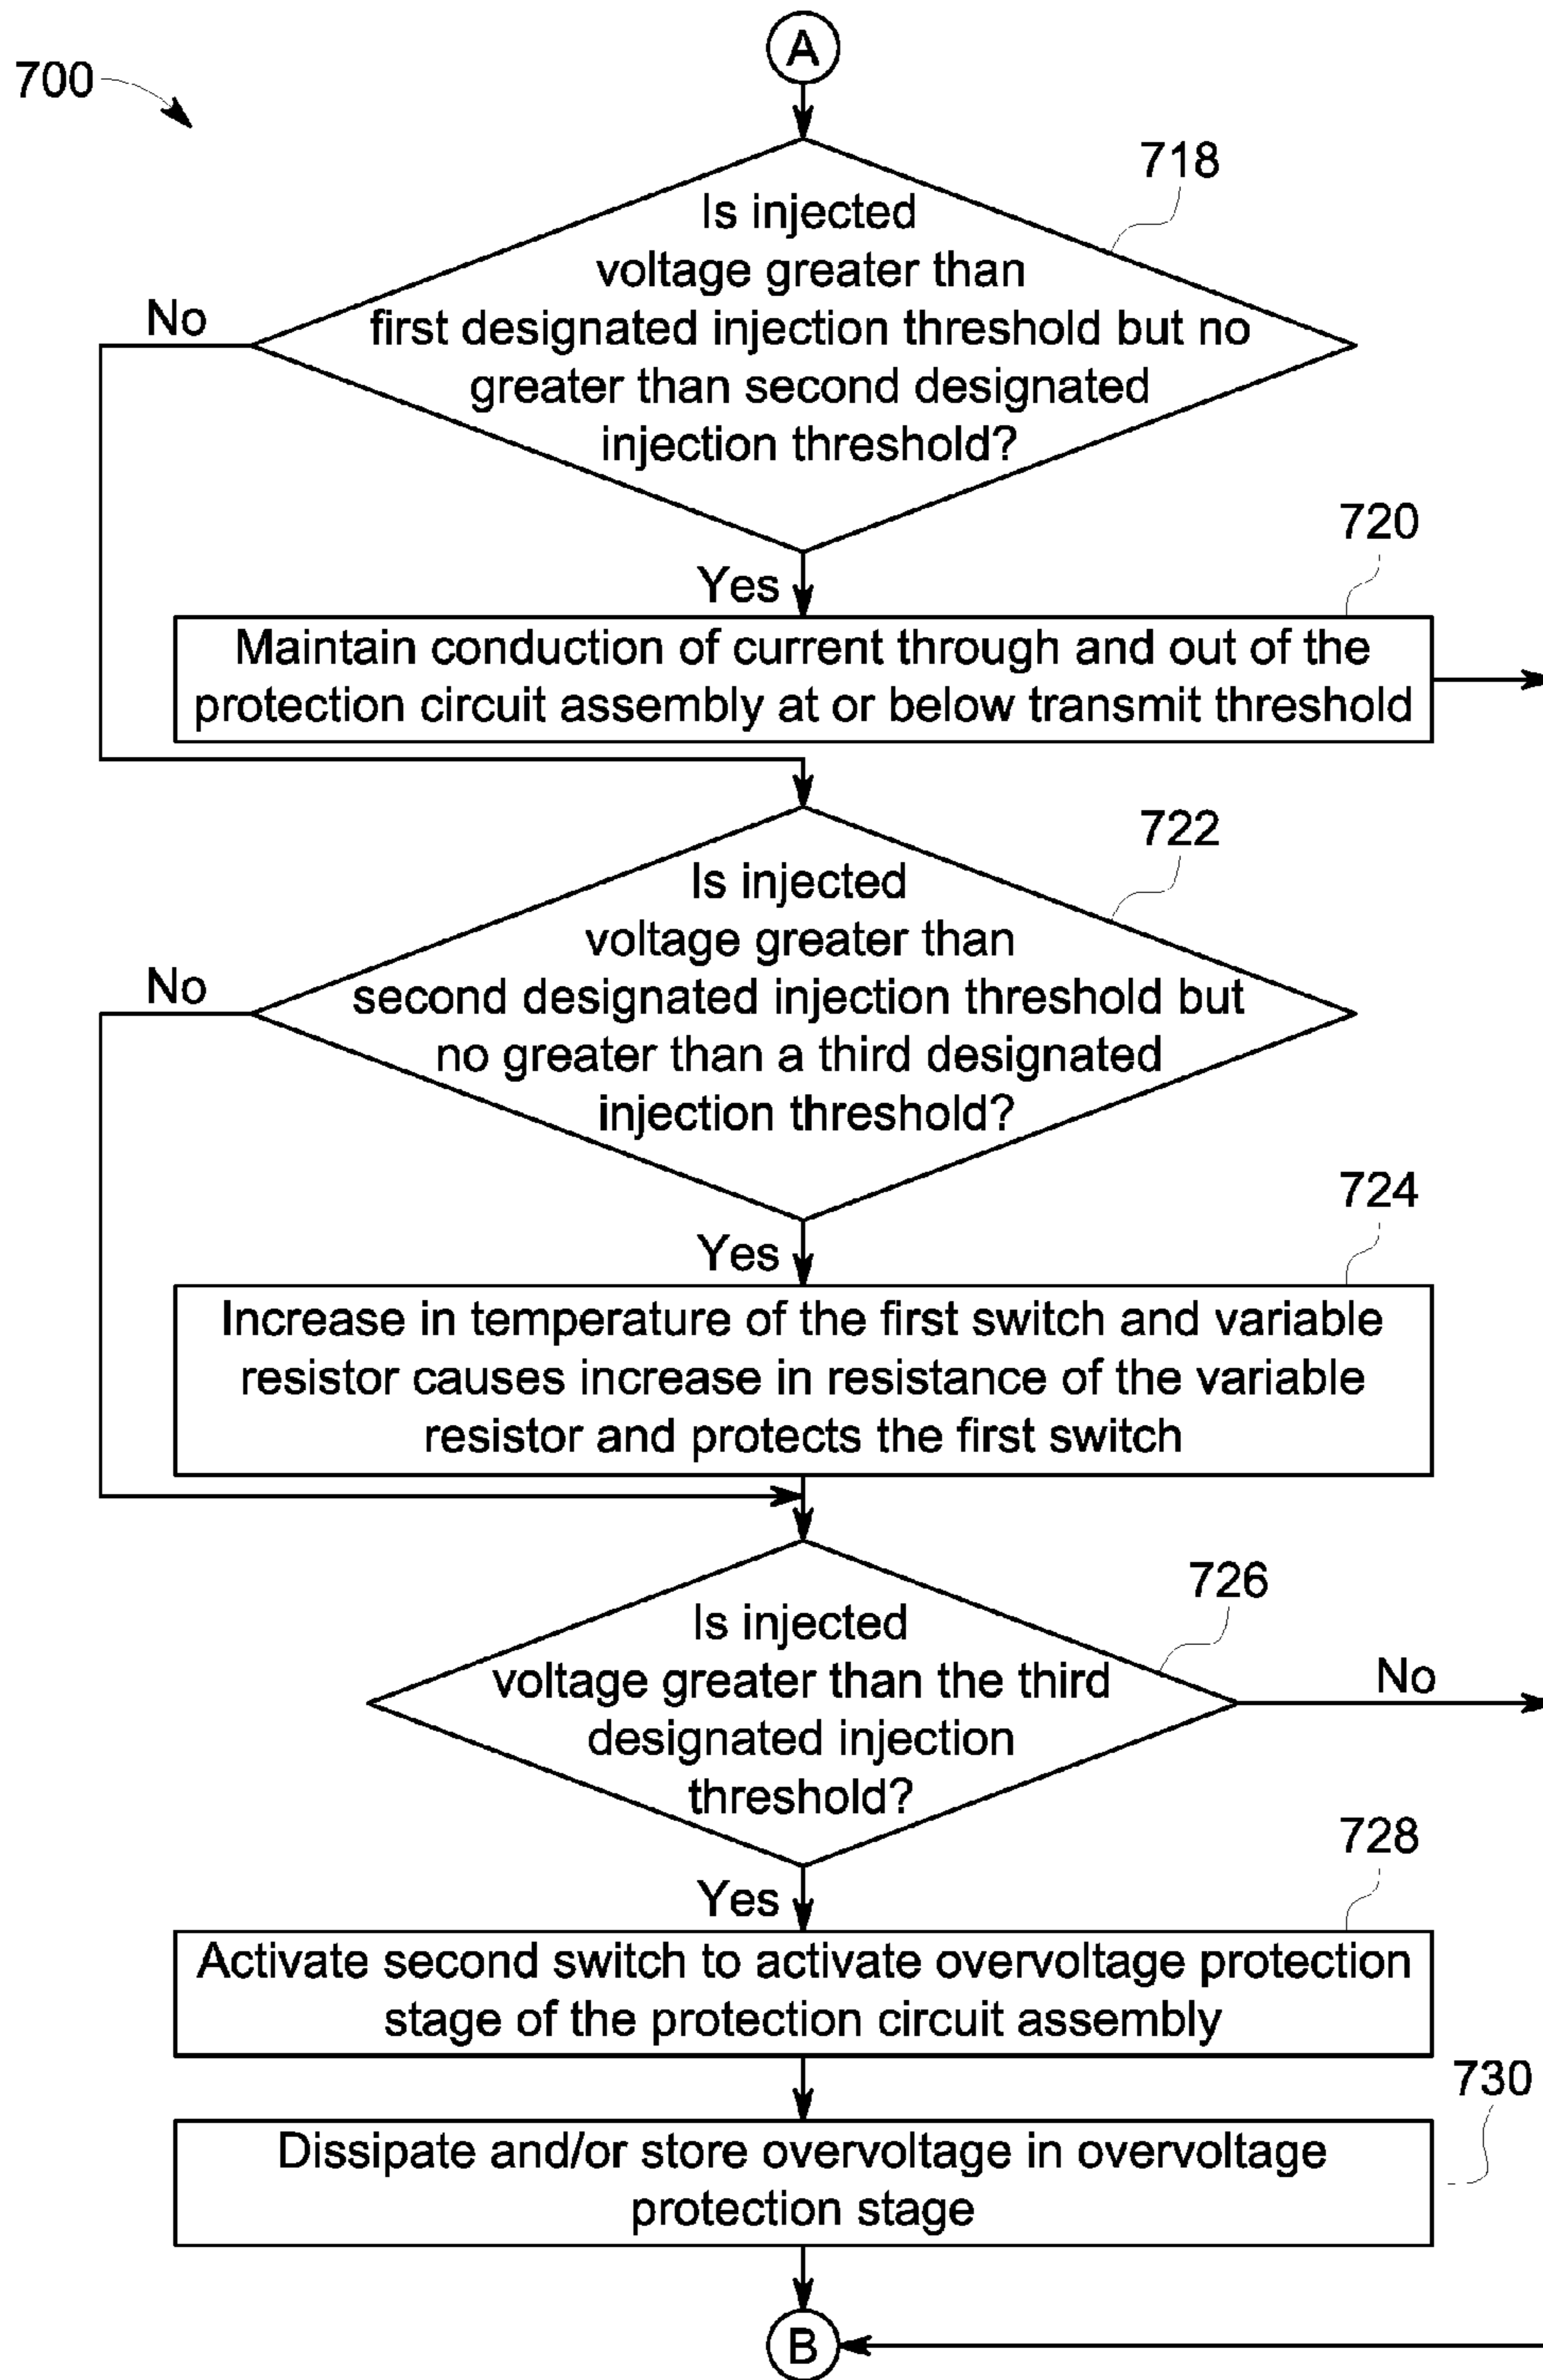 A
700
718
Is injected
voltage greater than
first designated injection threshold but no
greater than second designated
injection threshold?
No
720
Yes
Maintain conduction of current through and out of the
protection circuit assembly at or below transmit threshold
722
Is injected
voltage greater than
second designated injection threshold but
no greater than a third designated
injection threshold?
No
724
Yes
Increase in temperature of the first switch and variable
resistor causes increase in resistance of the variable
resistor and protects the first switch
726
Is injected
voltage greater than the third
designated injection
threshold?
No
728
Yes
Activate second switch to activate overvoltage protection
stage of the protection circuit assembly
730
Dissipate and/or store overvoltage in overvoltage
protection stage
B